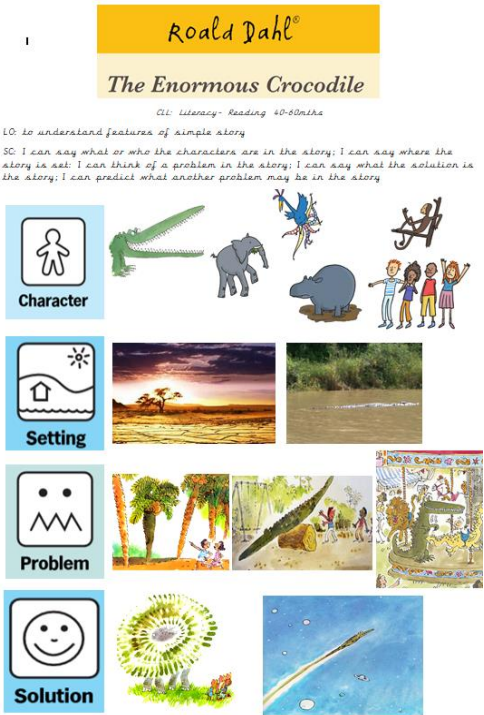 Roald Dahl®
The Enormous Crocodile
CLL: Literacy- Reading 40-60mths
LO: to understand features of simple story
SC: I can say what or who the characters are in the story; I can say where the
story is set: I can think of a problem in the story; I can say what the solution is
the story; I can predict what another problem may be in the story
Character
Setting
Problem
Solution